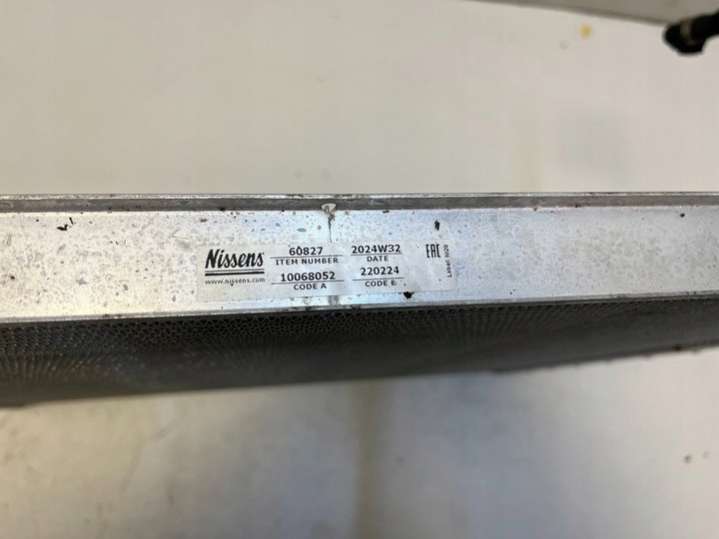 Nissens
www.nissens.com
60827 2024W32
ITEM NUMBER DATE
10068052 220224
CODE A CODE B
EAC